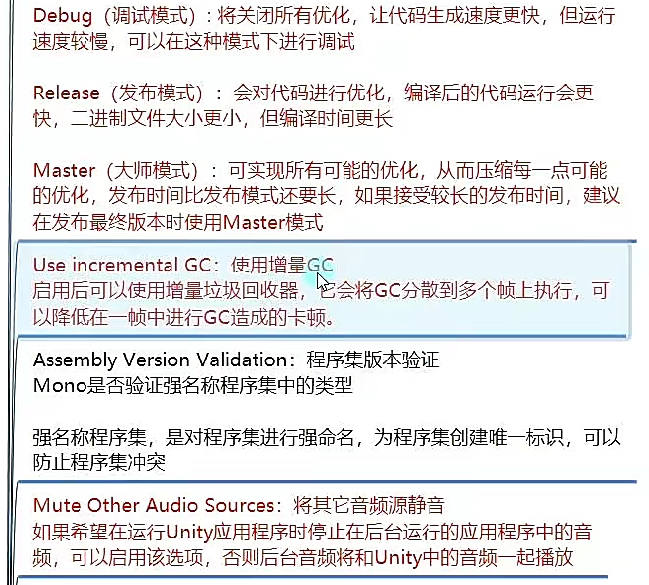 Debug（调试模式）：将关闭所有优化，让代码生成速度更快，但运行
速度较慢，可以在这种模式下进行调试
Release（发布模式）：会对代码进行优化，编译后的代码运行会更
快，二进制文件大小更小，但编译时间更长
Master（大师模式）：可实现所有可能的优化，从而压缩每一点可能
的优化，发布时间比发布模式还要长，如果接受较长的发布时间，建议
在发布最终版本时使用Master模式
Use incremental GC：使用增量GC
启用后可以使用增量垃圾回收器，它会将GC分散到多个帧上执行，可
以降低在一帧中进行GC造成的卡顿。
Assembly Version Validation：程序集版本验证
Mono是否验证强名称程序集中的类型
强名称程序集，是对程序集进行强命名，为程序集创建唯一标识，可以
防止程序集冲突
Mute Other Audio Sources：将其它音频源静音
如果希望在运行Unity应用程序时停止在后台运行的应用程序中的音
频，可以启用该选项，否则后台音频将和Unity中的音频一起播放